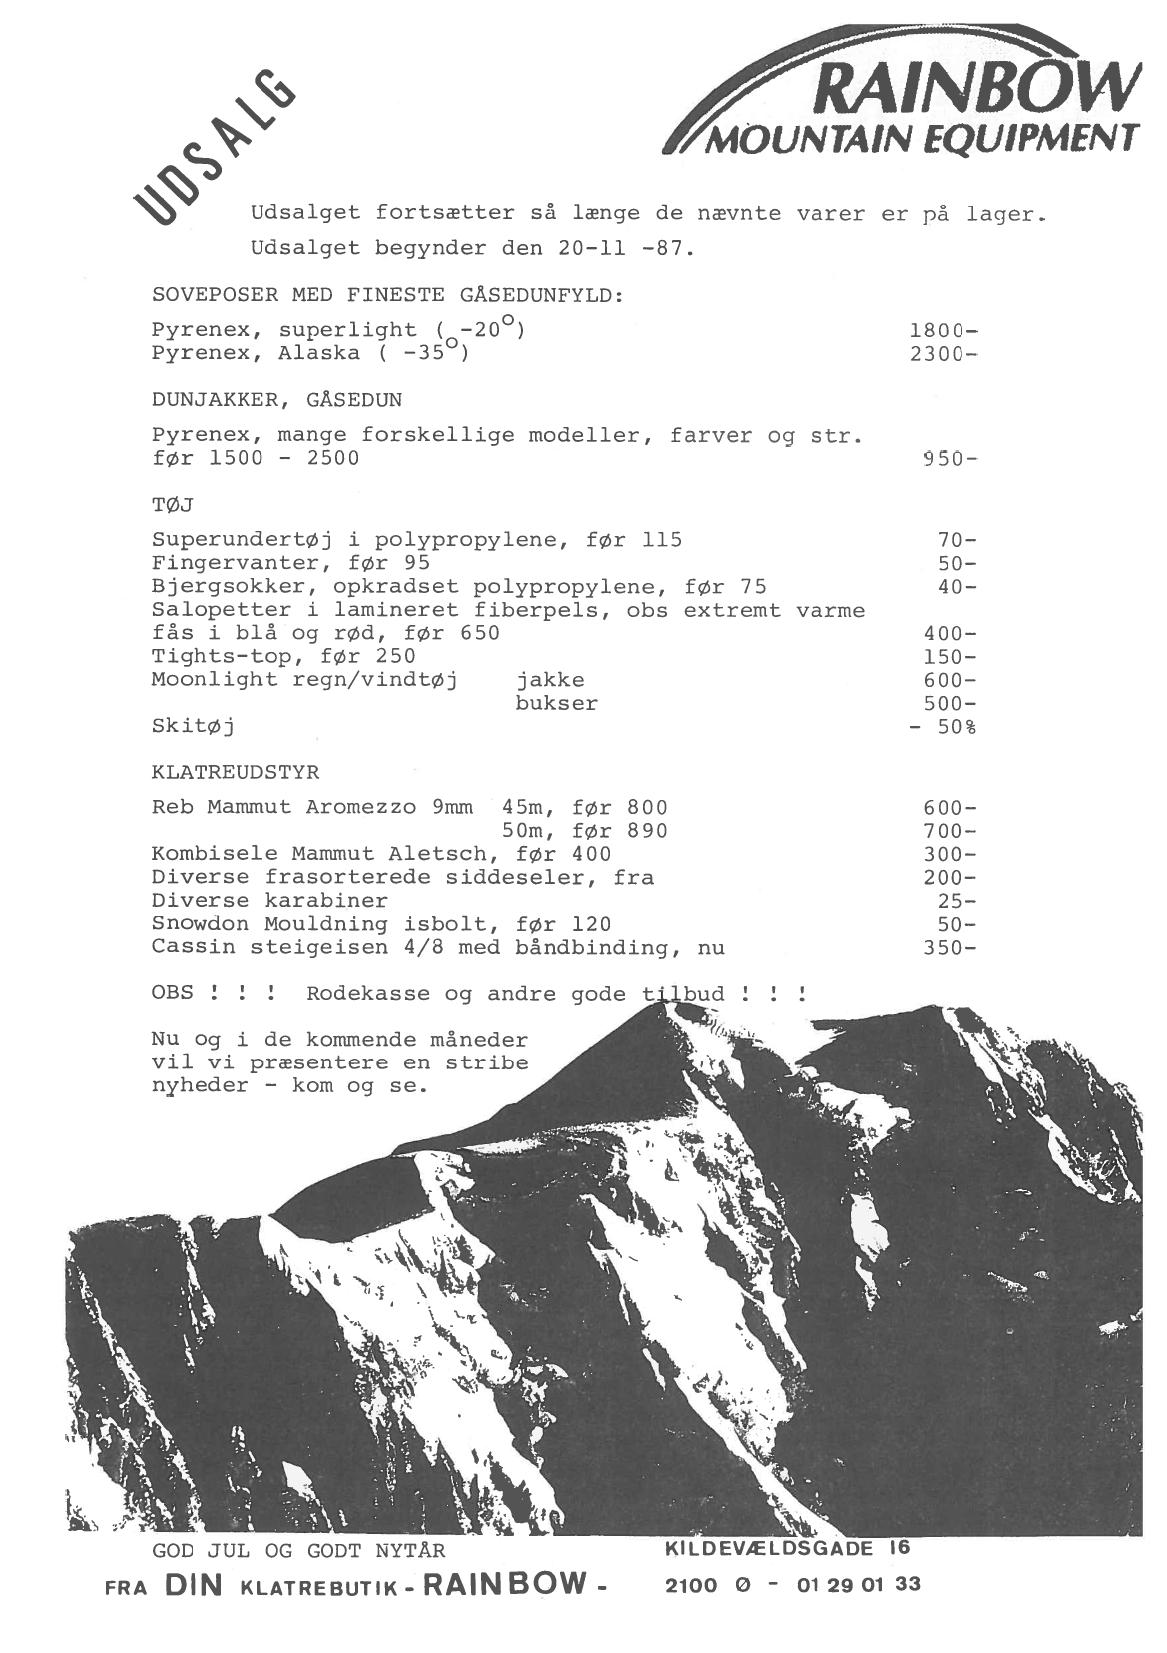 UDSALG
RAINBOW
MOUNTAIN EQUIPMENT
Udsalget fortsætter så længe de nævnte varer er på lager.
Udsalget begynder den 20-11 -87.
SOVEPOSER MED FINESTE GÅSEDUNFYLD:
Pyrenex, superlight ( -20°) 1800-
Pyrenex, Alaska ( -35°) 2300-
DUNJAKKER, GÅSEDUN
Pyrenex, mange forskellige modeller, farver og str.
før 1500 - 2500 950-
TØJ
Superundertøj i polypropylene, før 115 70-
Fingervanter, før 95 50-
Bjergsokker, opkradset polypropylene, før 75 40-
Salopetter i lamineret fiberpels, obs extremt varme
fås i blå og rød, før 650 400-
Tights-top, før 250 150-
Moonlight regn/vindtøj jakke 600-
bukser 500-
Skitøj - 50%
KLATREUDSTYR
Reb Mammut Aromezzo 9mm 45m, før 800 600-
50m, før 890 700-
Kombisele Mammut Aletsch, før 400 300-
Diverse frasorterede siddeseler, fra 200-
Diverse karabiner 25-
Snowdon Mouldning isbolt, før 120 50-
Cassin steigeisen 4/8 med båndbinding, nu 350-
OBS ! ! ! Rodekasse og andre gode tilbud ! ! !
Nu og i de kommende måneder
vil vi præsentere en stribe
nyheder - kom og se.
GOD JUL OG GODT NYTÅR
FRA DIN KLATREBUTIK - RAINBOW -
KILDEVÆLDSGADE 16
2100 Ø - 01 29 01 33